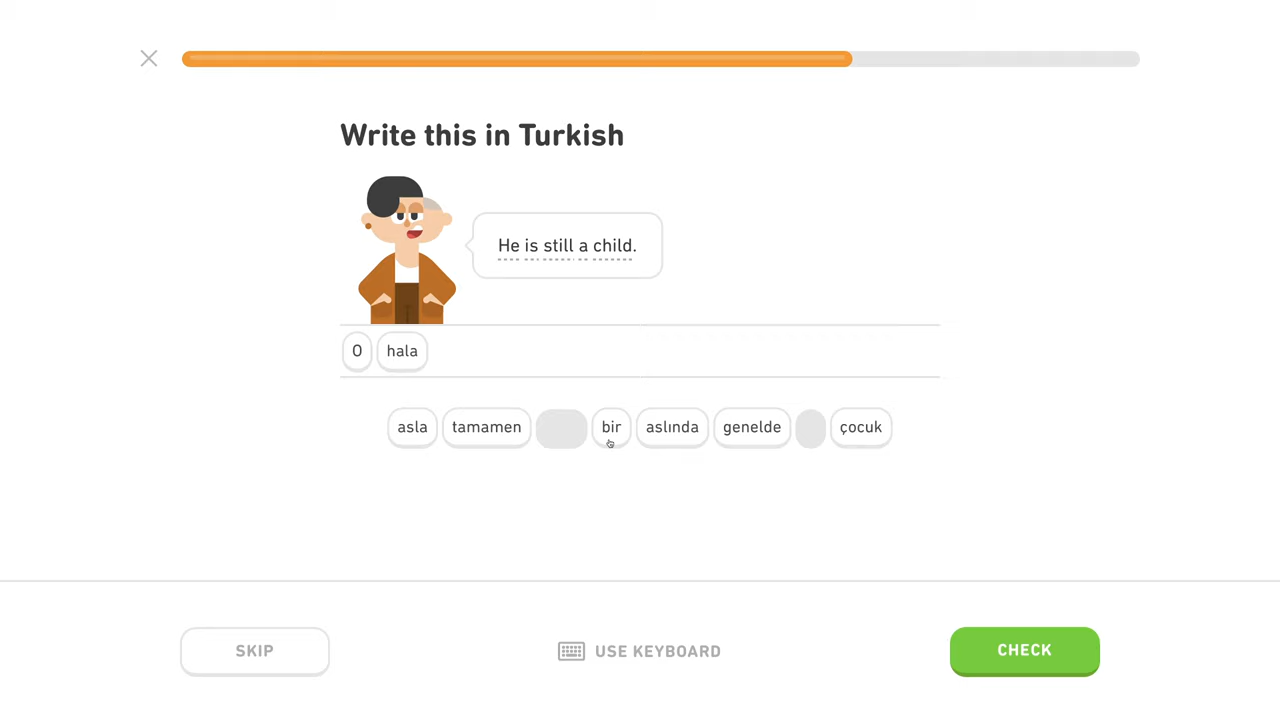 Write this in Turkish
He is still a child.
O hala
asla tamamen bir aslında genelde çocuk
SKIP USE KEYBOARD CHECK